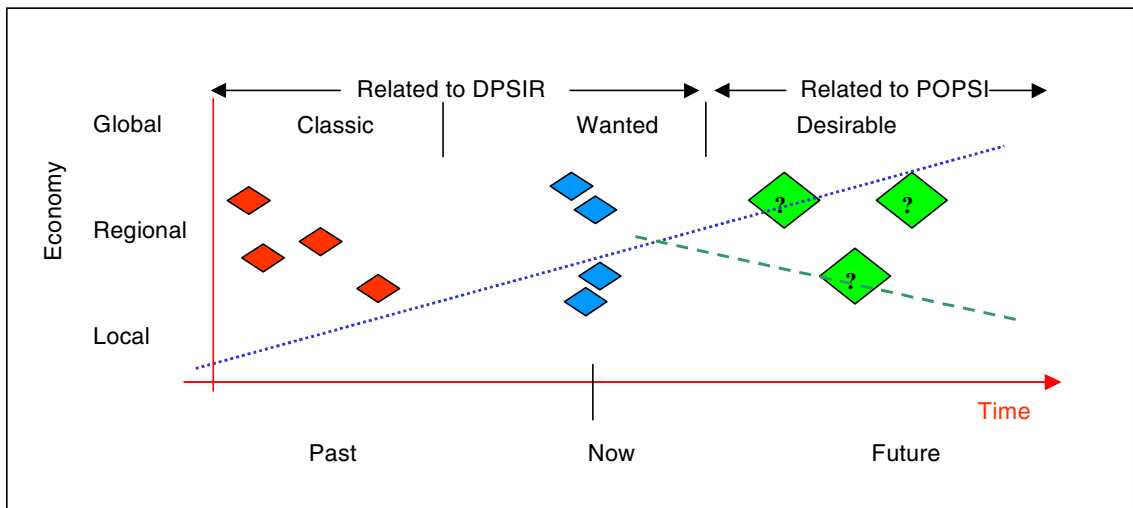 Related to DPSIR
Related to POPSI
Global
Classic
Wanted
Desirable
Economy
Regional
?
?
?
Local
Time
Past
Now
Future